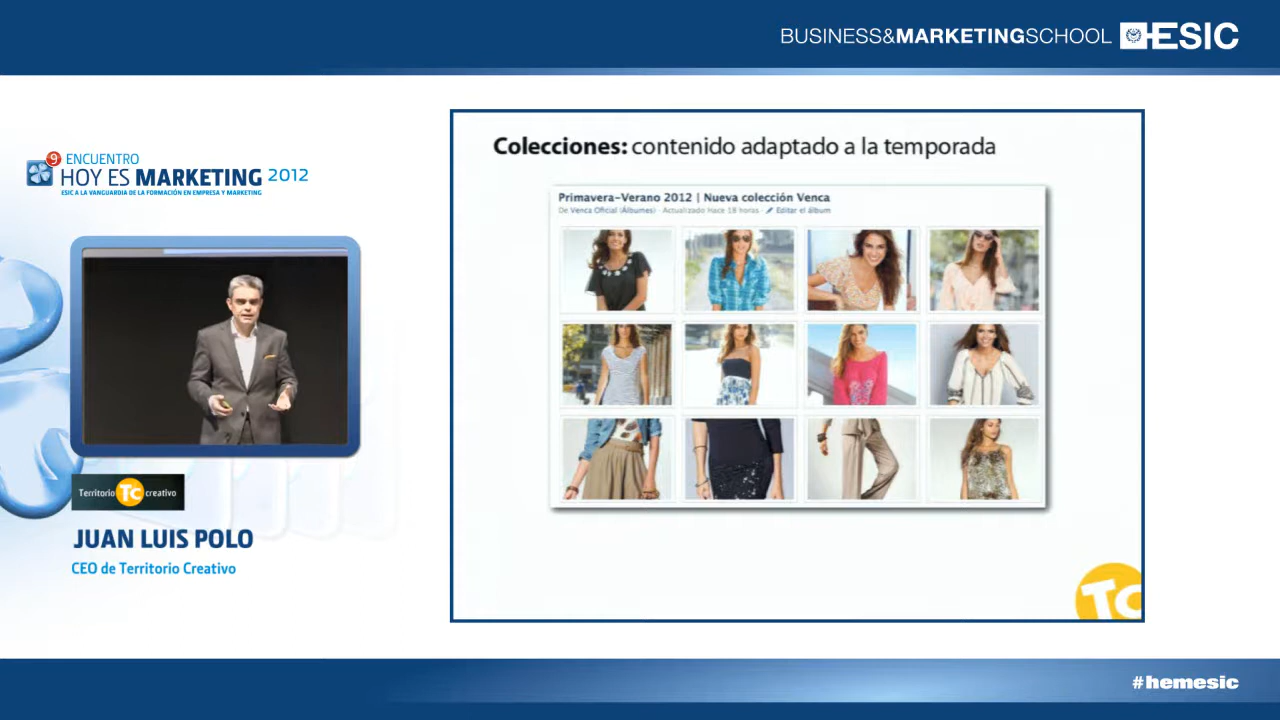 BUSINESS&MARKETINGSCHOOL ESIC
9 ENCUENTRO
HOY ES MARKETING 2012
ESIC A LA VANGUARDIA DE LA FORMACIÓN EN EMPRESA Y MARKETING
Territorio Tc creativo
JUAN LUIS POLO
CEO de Territorio Creativo
Colecciones: contenido adaptado a la temporada
Primavera-Verano 2012 | Nueva colección Venca
De Venca Oficial (Álbumes) · Actualizado Hace 18 horas · Editar el álbum
Tc
#hemesic